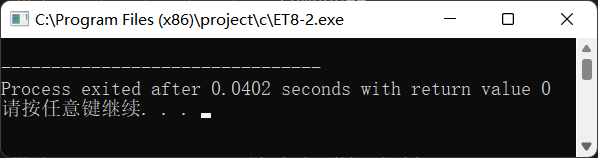 C:\Program Files (x86)\project\c\ET8-2.exe
--------------------------------
Process exited after 0.0402 seconds with return value 0
请按任意键继续. . .